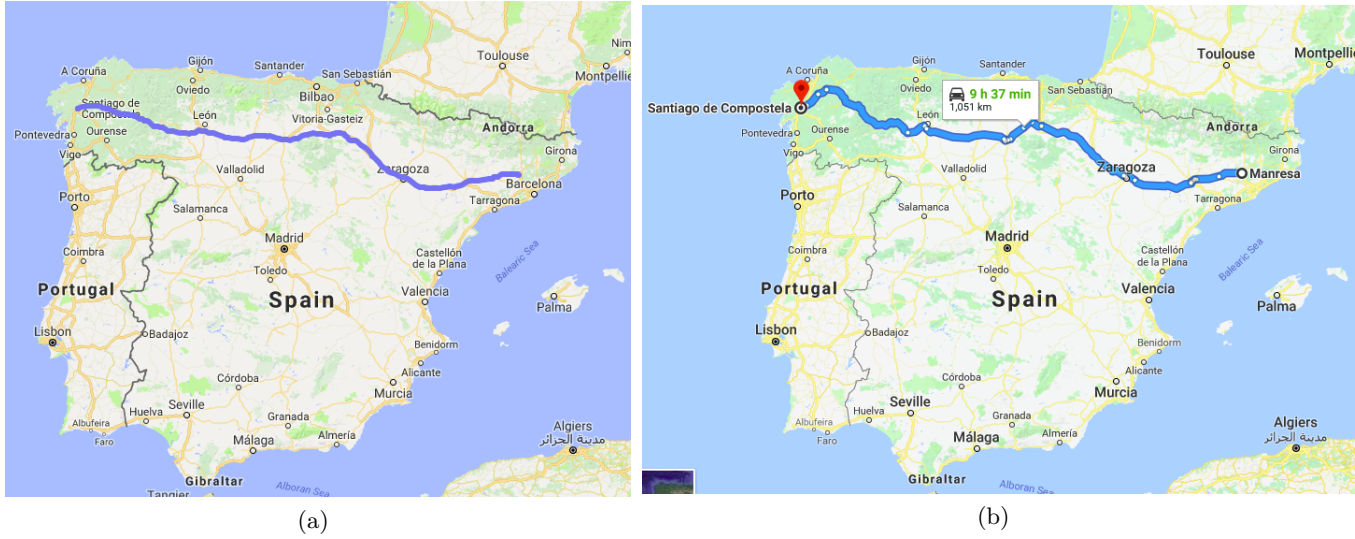 Toulouse
Nim
Montpellie
Gijón
Santander
A Coruña
San Sebastián
Oviedo
Bilbao
Santiago de
Compostela
León
Vitoria-Gasteiz
Andorra
Pontevedra
Ourense
Vigo
Girona
Valladolid
Zaragoza
Barcelona
Porto
Tarragona
Salamanca
Madrid
Coimbra
Castellón
de la Plana
Balearic Sea
Toledo
Portugal
Spain
Valencia
Palma
Lisbon
Badajoz
Benidorm
Alicante
Córdoba
Murcia
Huelva
Seville
Granada
Albufeira
Faro
Almería
Algiers
مدينة الجزائر
Málaga
Gibraltar
Alboran Sea
Tangier
(a)
Toulouse
Montpellie
Gijón
Santander
A Coruña
San Sebastián
Oviedo
9 h 37 min
1,051 km
Santiago de Compostela
León
Andorra
Pontevedra
Ourense
Vigo
Girona
Valladolid
Zaragoza
Manresa
Porto
Tarragona
Salamanca
Madrid
Coimbra
Castellón
de la Plana
Balearic Sea
Toledo
Portugal
Spain
Valencia
Palma
Lisbon
Badajoz
Benidorm
Alicante
Córdoba
Murcia
Huelva
Seville
Granada
Albufeira
Faro
Almería
Algiers
مدينة الجزائر
Málaga
Gibraltar
Alboran Sea
(b)